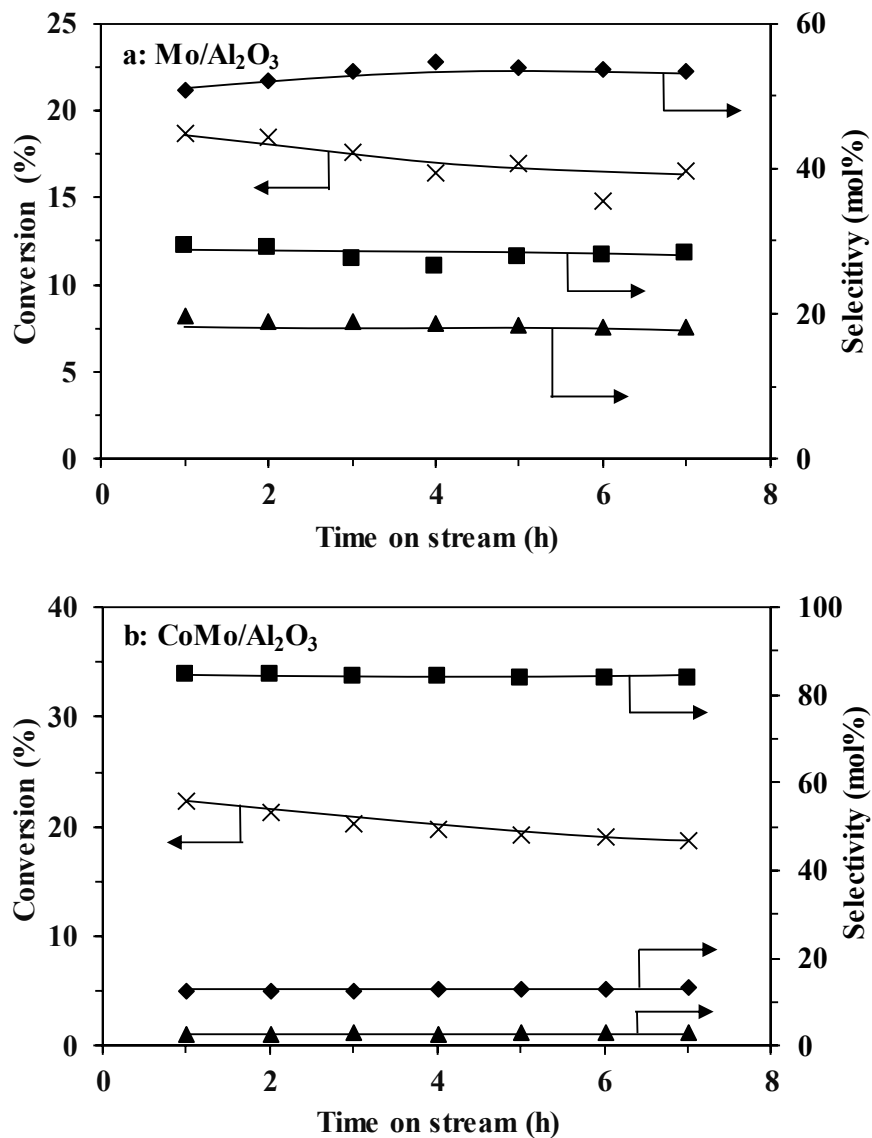 a: Mo/Al₂O₃
25
20
15
10
5
0
60
40
20
0
0 2 4 6 8
Conversion (%)
Selecitivy (mol%)
Time on stream (h)
b: CoMo/Al₂O₃
40
30
20
10
0
100
80
60
40
20
0
0 2 4 6 8
Conversion (%)
Selectivity (mol%)
Time on stream (h)